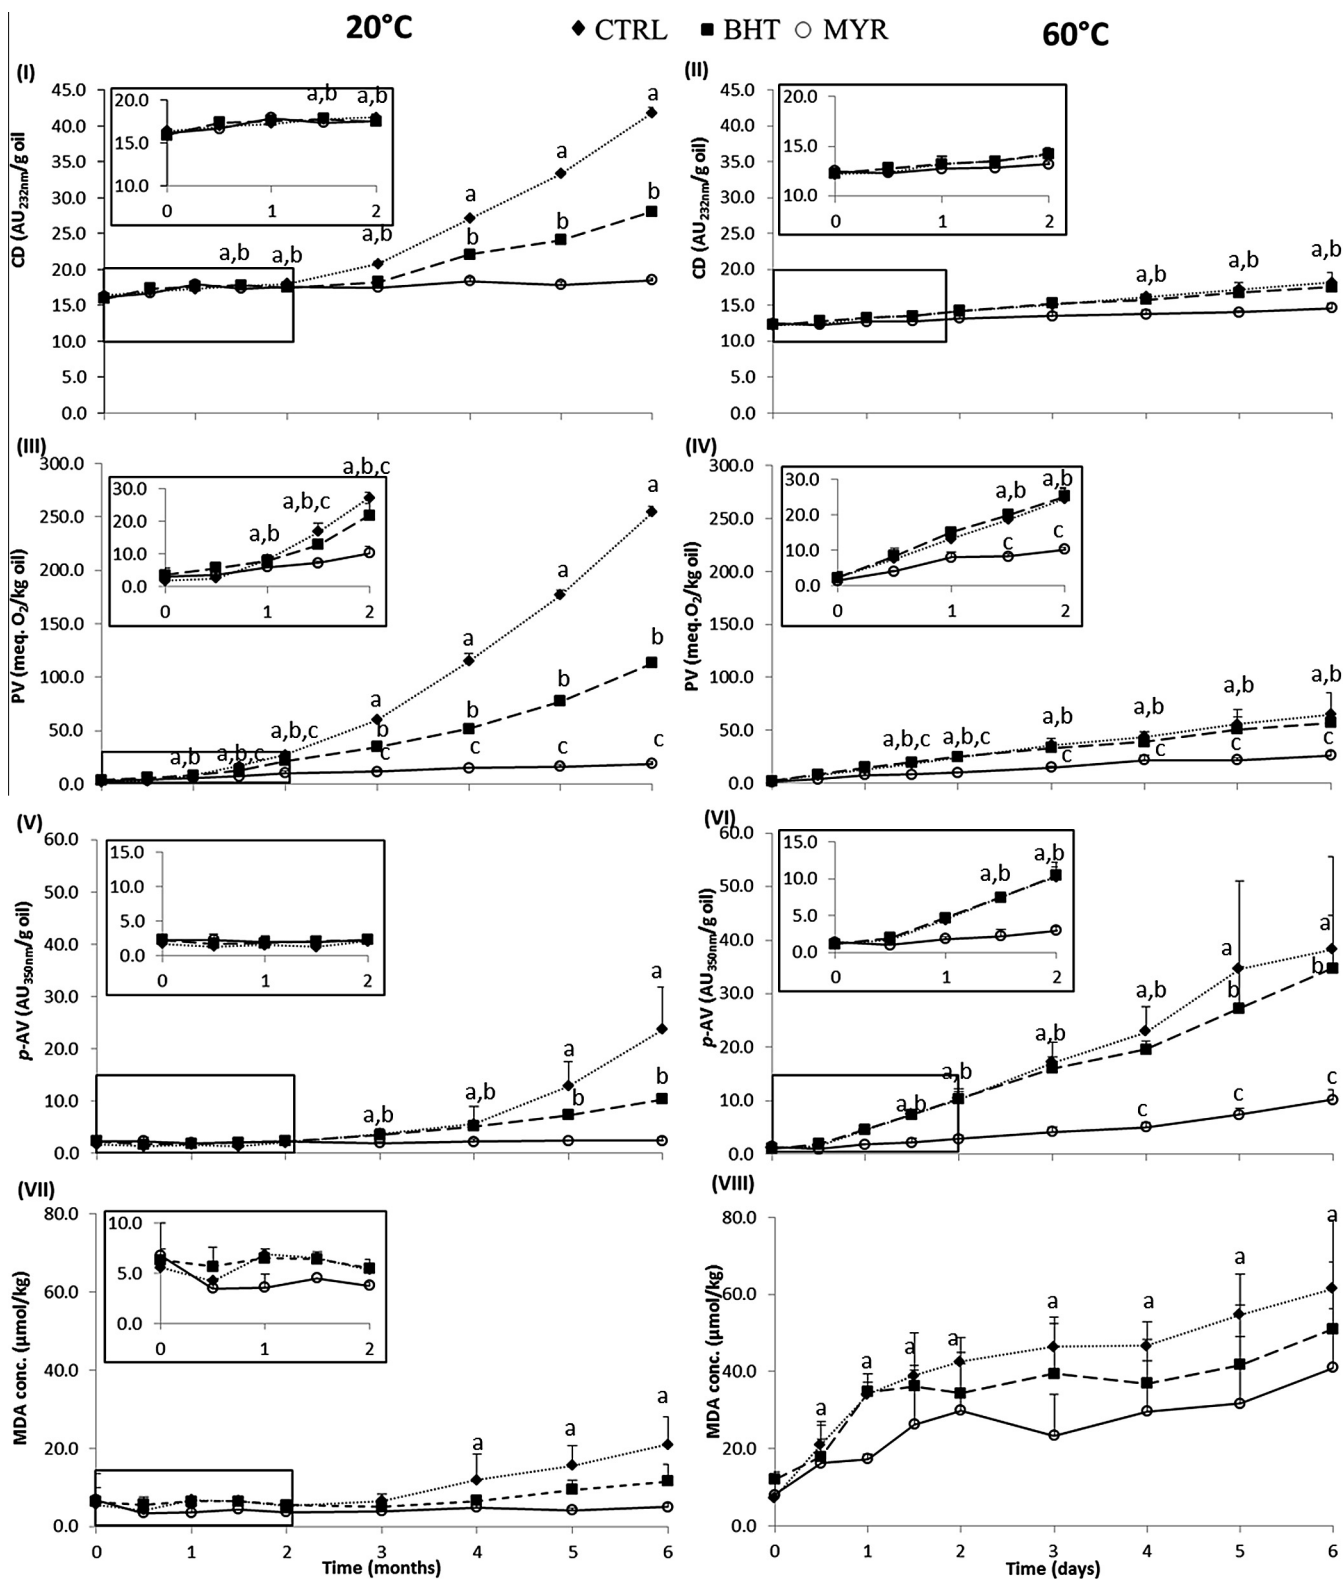 20°C
CTRL BHT MYR
60°C
(I)
CD (AU232nm/g oil
45.0
40.0
35.0
30.0
25.0
20.0
15.0
10.0
5.0
0.0
20.0
15.0
10.0
0 1 2
a,b a,b
a,b a,b a,b a a a
b b b
(II)
CD (AU232nm/g oil)
45.0
40.0
35.0
30.0
25.0
20.0
15.0
10.0
5.0
0.0
20.0
15.0
10.0
0 1 2
a,b a,b a,b
(III)
PV (meq. O2/kg oil)
300.0
250.0
200.0
150.0
100.0
50.0
0.0
30.0
20.0
10.0
0.0
0 1 2
a,b a,b,c a,b,c
a,b a,b,c a,b,c a a a a
b b b b
c c c c
(IV)
PV (meq.O2/kg oil)
300.0
250.0
200.0
150.0
100.0
50.0
0.0
30.0
20.0
10.0
0.0
0 1 2
a,b a,b
c c
a,b,c a,b,c a,b a,b a,b a,b
c c c c
(V)
p-AV (AU350nm/g oil)
60.0
50.0
40.0
30.0
20.0
10.0
0.0
15.0
10.0
5.0
0.0
0 1 2
a,b a,b a a
b b
(VI)
p-AV (AU350nm/g oil)
60.0
50.0
40.0
30.0
20.0
10.0
0.0
15.0
10.0
5.0
0.0
0 1 2
a,b a,b
a,b a,b a,b a,b a a
b b
c c c
(VII)
MDA conc. (µmol/kg)
80.0
60.0
40.0
20.0
0.0
10.0
5.0
0.0
0 1 2
a a a
0 1 2 3 4 5 6
Time (months)
(VIII)
MDA conc. (µmol/kg)
80.0
60.0
40.0
20.0
0.0
a a a a a a a a
0 1 2 3 4 5 6
Time (days)